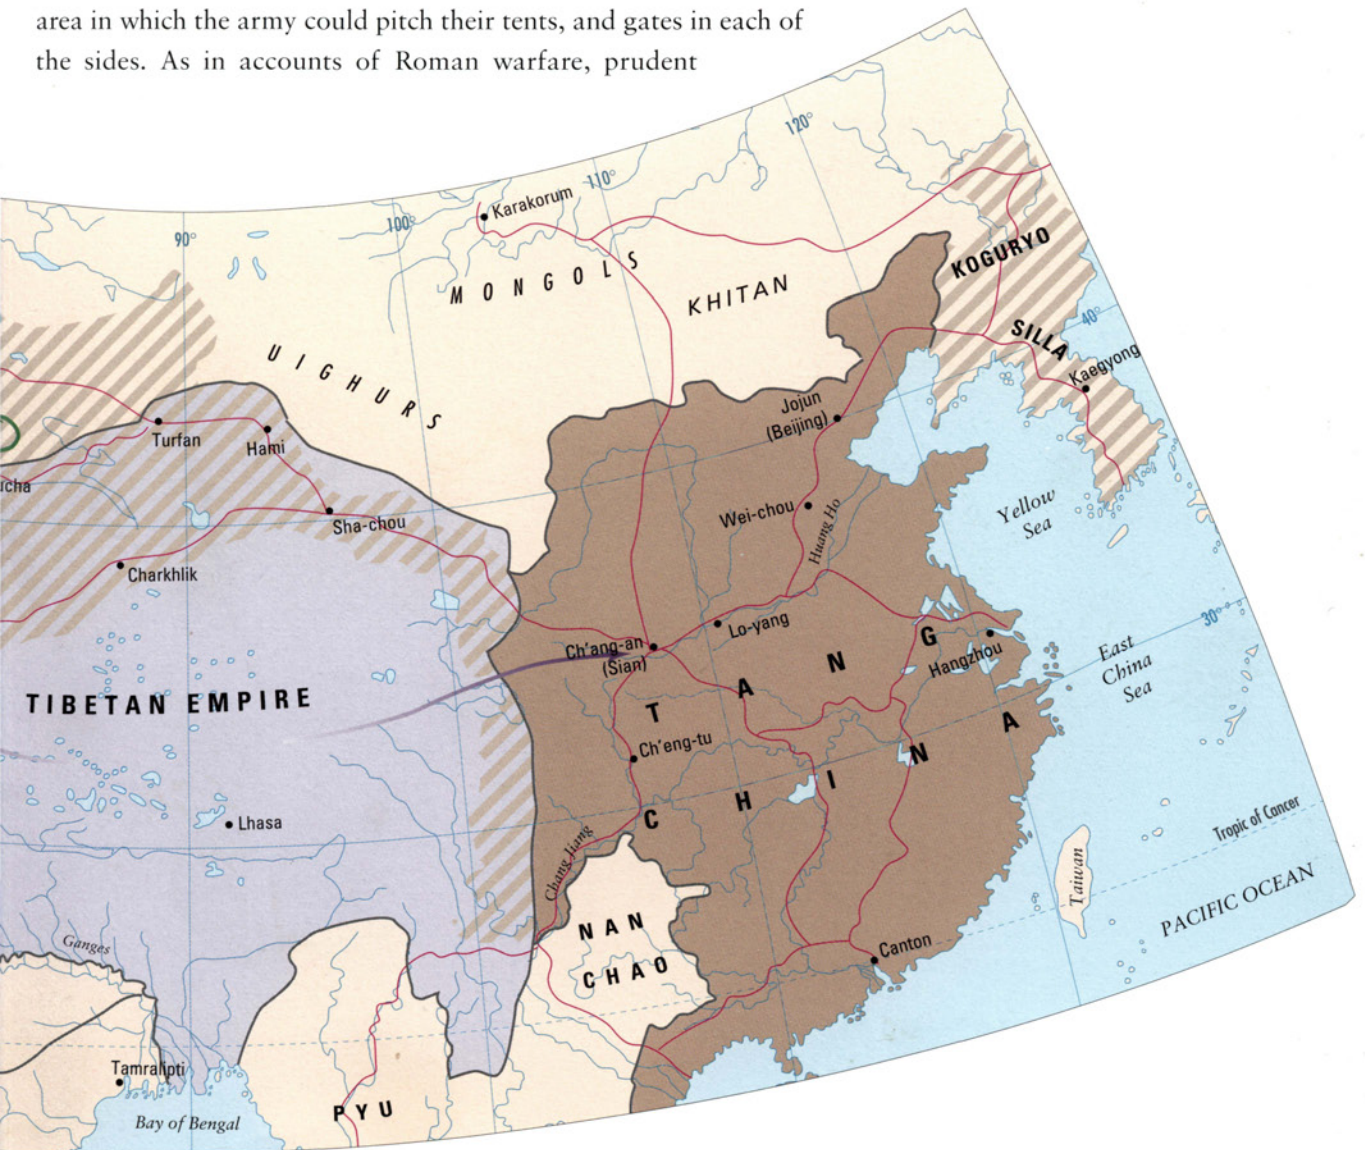 area in which the army could pitch their tents, and gates in each of
the sides. As in accounts of Roman warfare, prudent
120°
110°
100°
90°
Karakorum
MONGOLS
KHITAN
KOGURYO
UIGHURS
SILLA
40°
Kaegyong
Jojun
(Beijing)
Turfan
Hami
ucha
Sha-chou
Wei-chou
Huang Ho
Yellow
Sea
Charkhlik
Lo-yang
30°
Ch'ang-an
(Sian)
Hangzhou
East
China
Sea
TIBETAN EMPIRE
TANG
CHINA
Ch'eng-tu
Lhasa
Chang Jiang
Tropic of Cancer
Taiwan
PACIFIC OCEAN
NAN
CHAO
Ganges
Canton
Tamralipti
PYU
Bay of Bengal